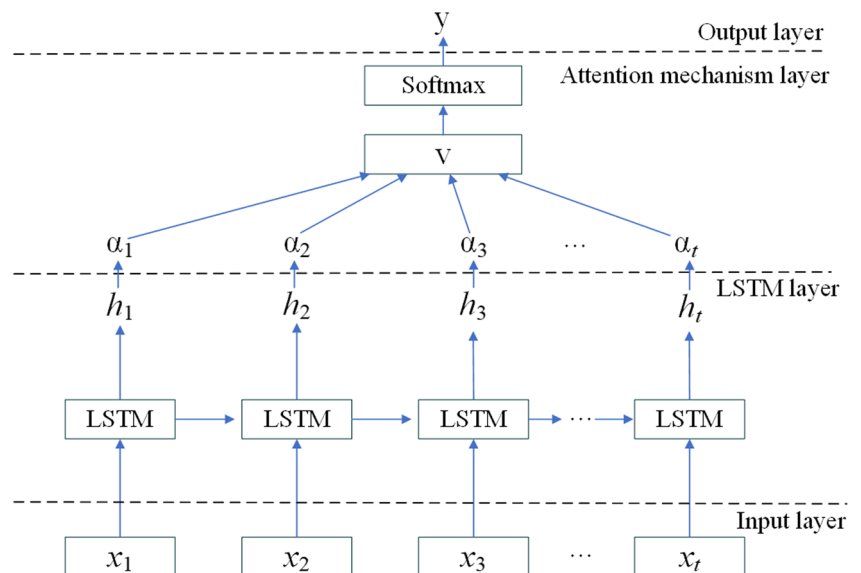 y
Output layer
Softmax
Attention mechanism layer
v
α₁ α₂ α₃ ... αₜ
LSTM layer
h₁ h₂ h₃ hₜ
LSTM LSTM LSTM ... LSTM
Input layer
x₁ x₂ x₃ ... xₜ